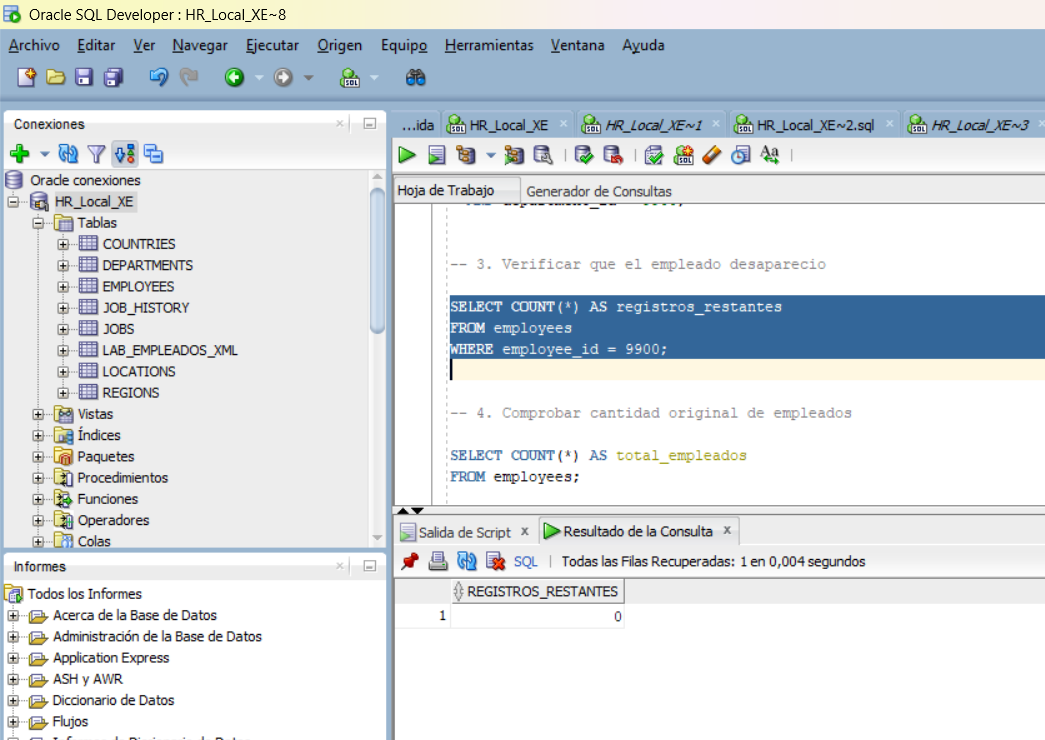 Oracle SQL Developer : HR_Local_XE~8
Archivo Editar Ver Navegar Ejecutar Origen Equipo Herramientas Ventana Ayuda
Conexiones
Oracle conexiones
HR_Local_XE
Tablas
COUNTRIES
DEPARTMENTS
EMPLOYEES
JOB_HISTORY
JOBS
LAB_EMPLEADOS_XML
LOCATIONS
REGIONS
Vistas
Índices
Paquetes
Procedimientos
Funciones
Operadores
Colas
Informes
Todos los Informes
Acerca de la Base de Datos
Administración de la Base de Datos
Application Express
ASH y AWR
Diccionario de Datos
Flujos
...ida HR_Local_XE HR_Local_XE~1 HR_Local_XE~2.sql HR_Local_XE~3
Hoja de Trabajo Generador de Consultas
-- 3. Verificar que el empleado desaparecio
SELECT COUNT(*) AS registros_restantes
FROM employees
WHERE employee_id = 9900;
-- 4. Comprobar cantidad original de empleados
SELECT COUNT(*) AS total_empleados
FROM employees;
Salida de Script x Resultado de la Consulta x
SQL | Todas las Filas Recuperadas: 1 en 0,004 segundos
REGISTROS_RESTANTES
1 0